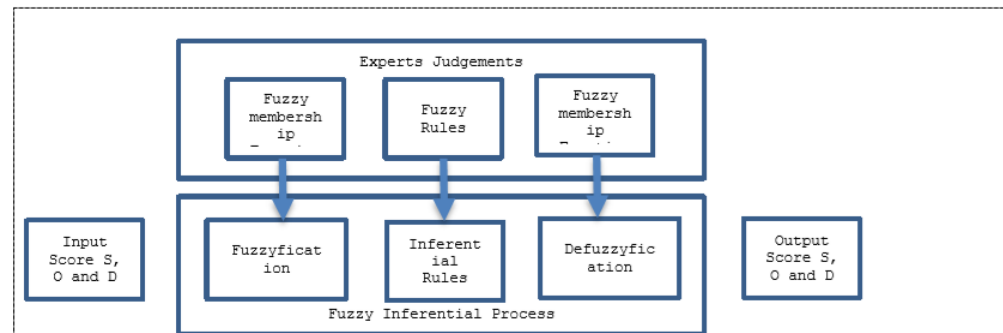 Experts Judgements
Fuzzy
membersh
ip
Fuzzy
Rules
Fuzzy
membersh
ip
Input
Score S,
O and D
Fuzzyficat
ion
Inferent
ial
Rules
Defuzzyfic
ation
Output
Score S,
O and D
Fuzzy Inferential Process